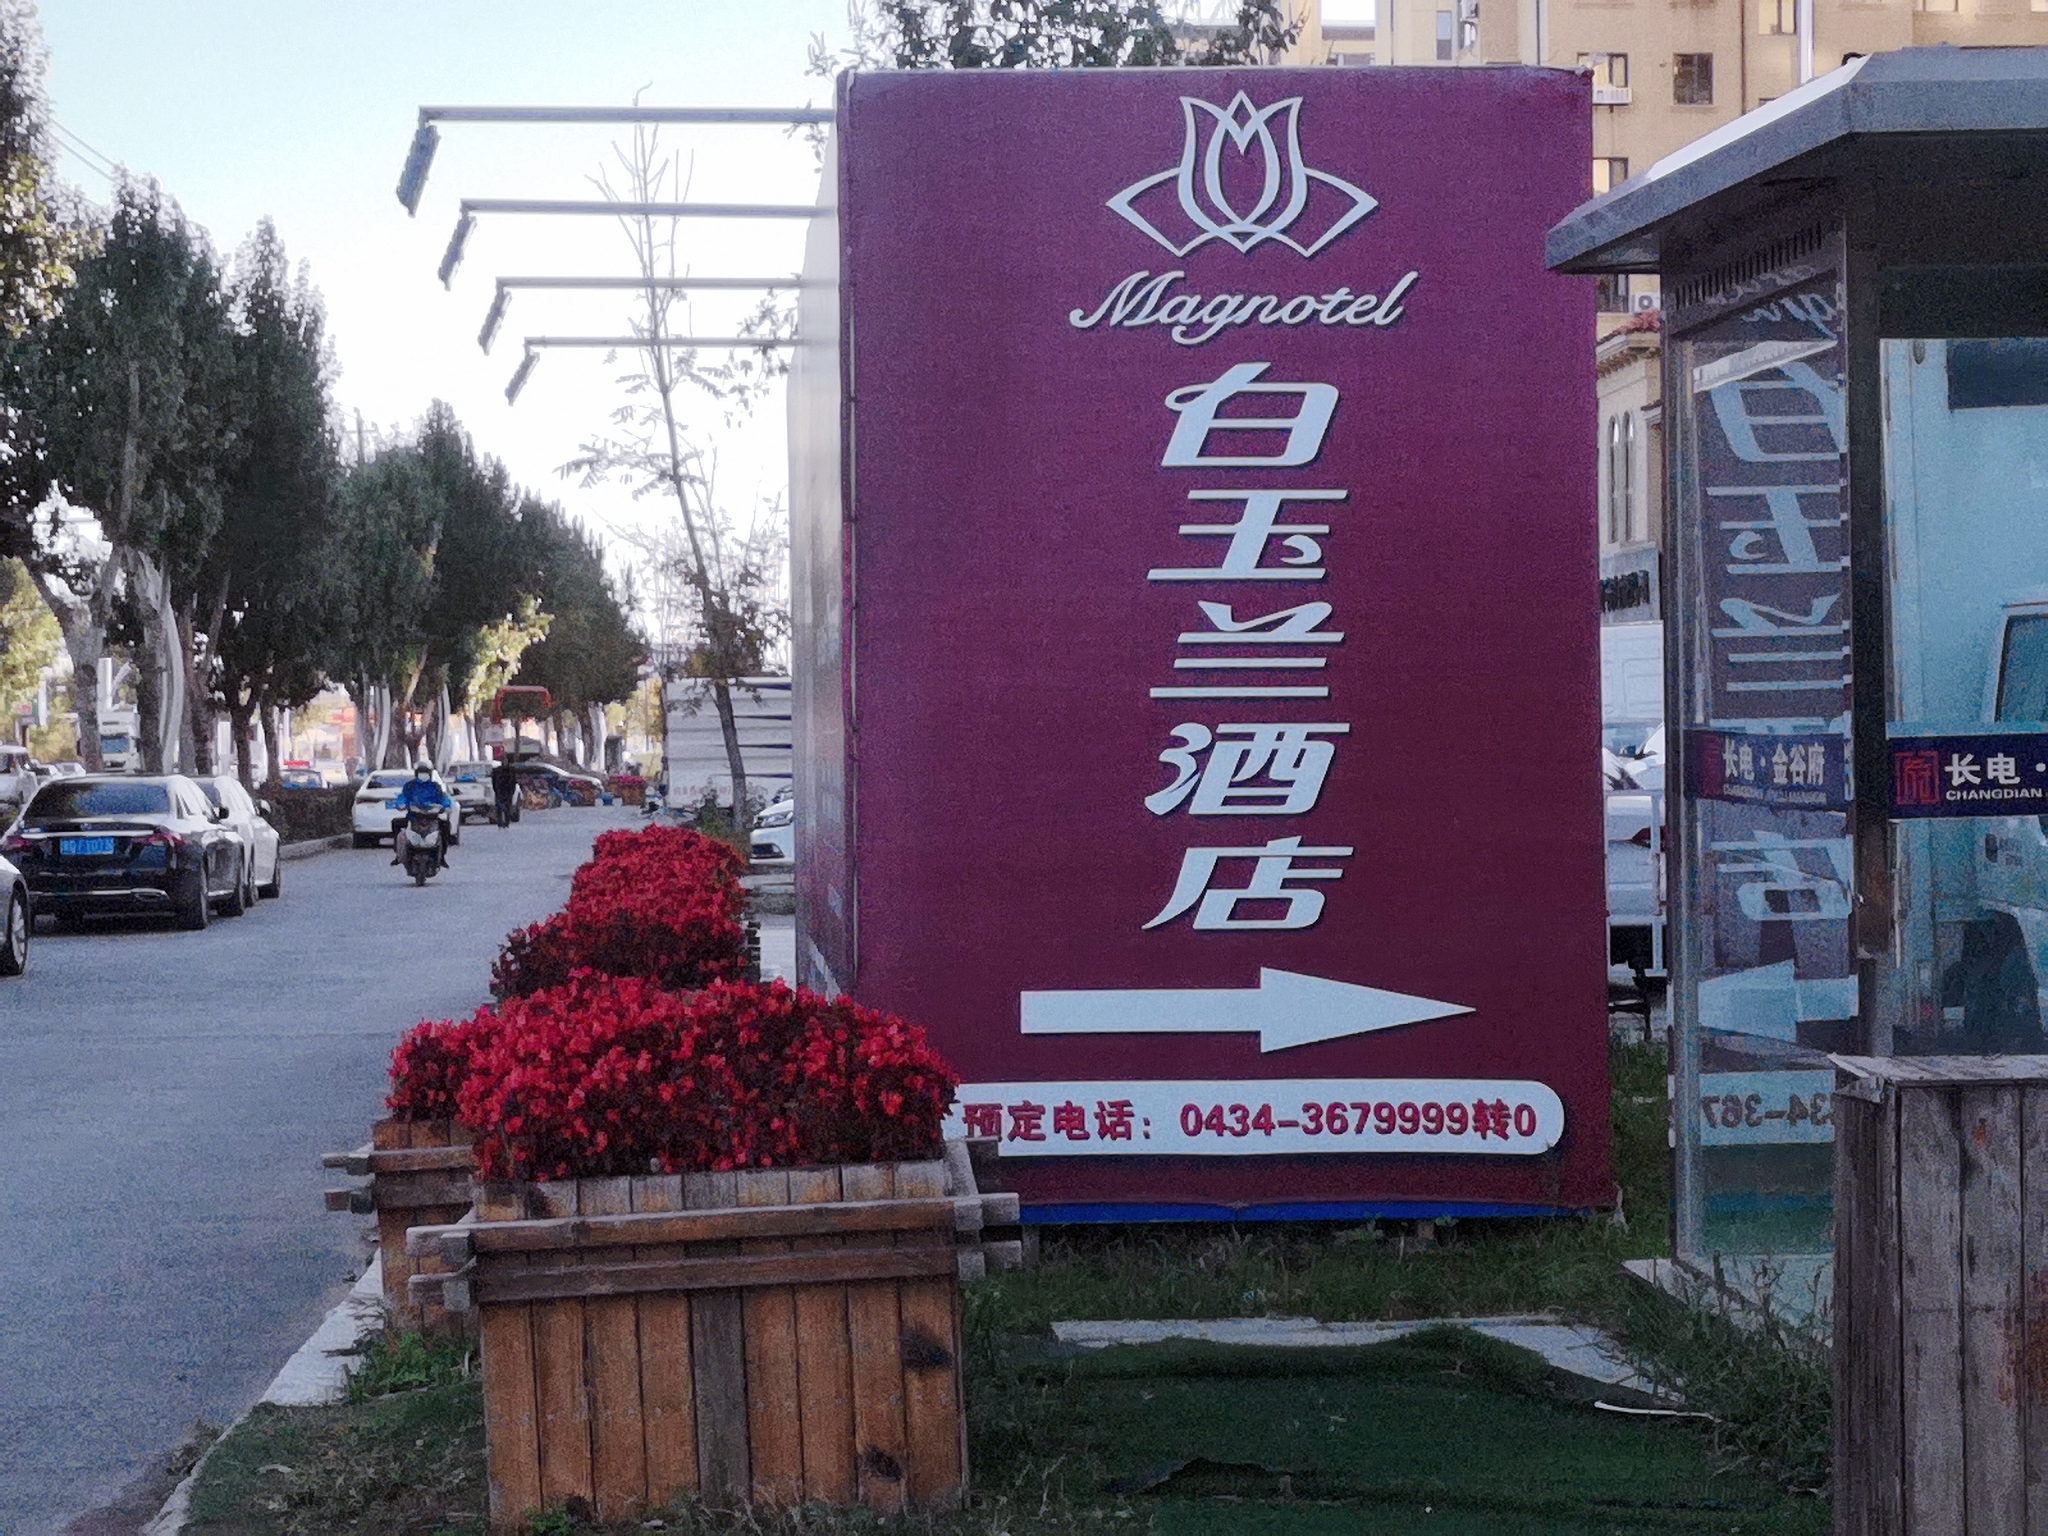 Magnotel
白玉兰酒店
预定电话：0434-3679999转0
长电·金谷府
长电·
CHANGDIAN